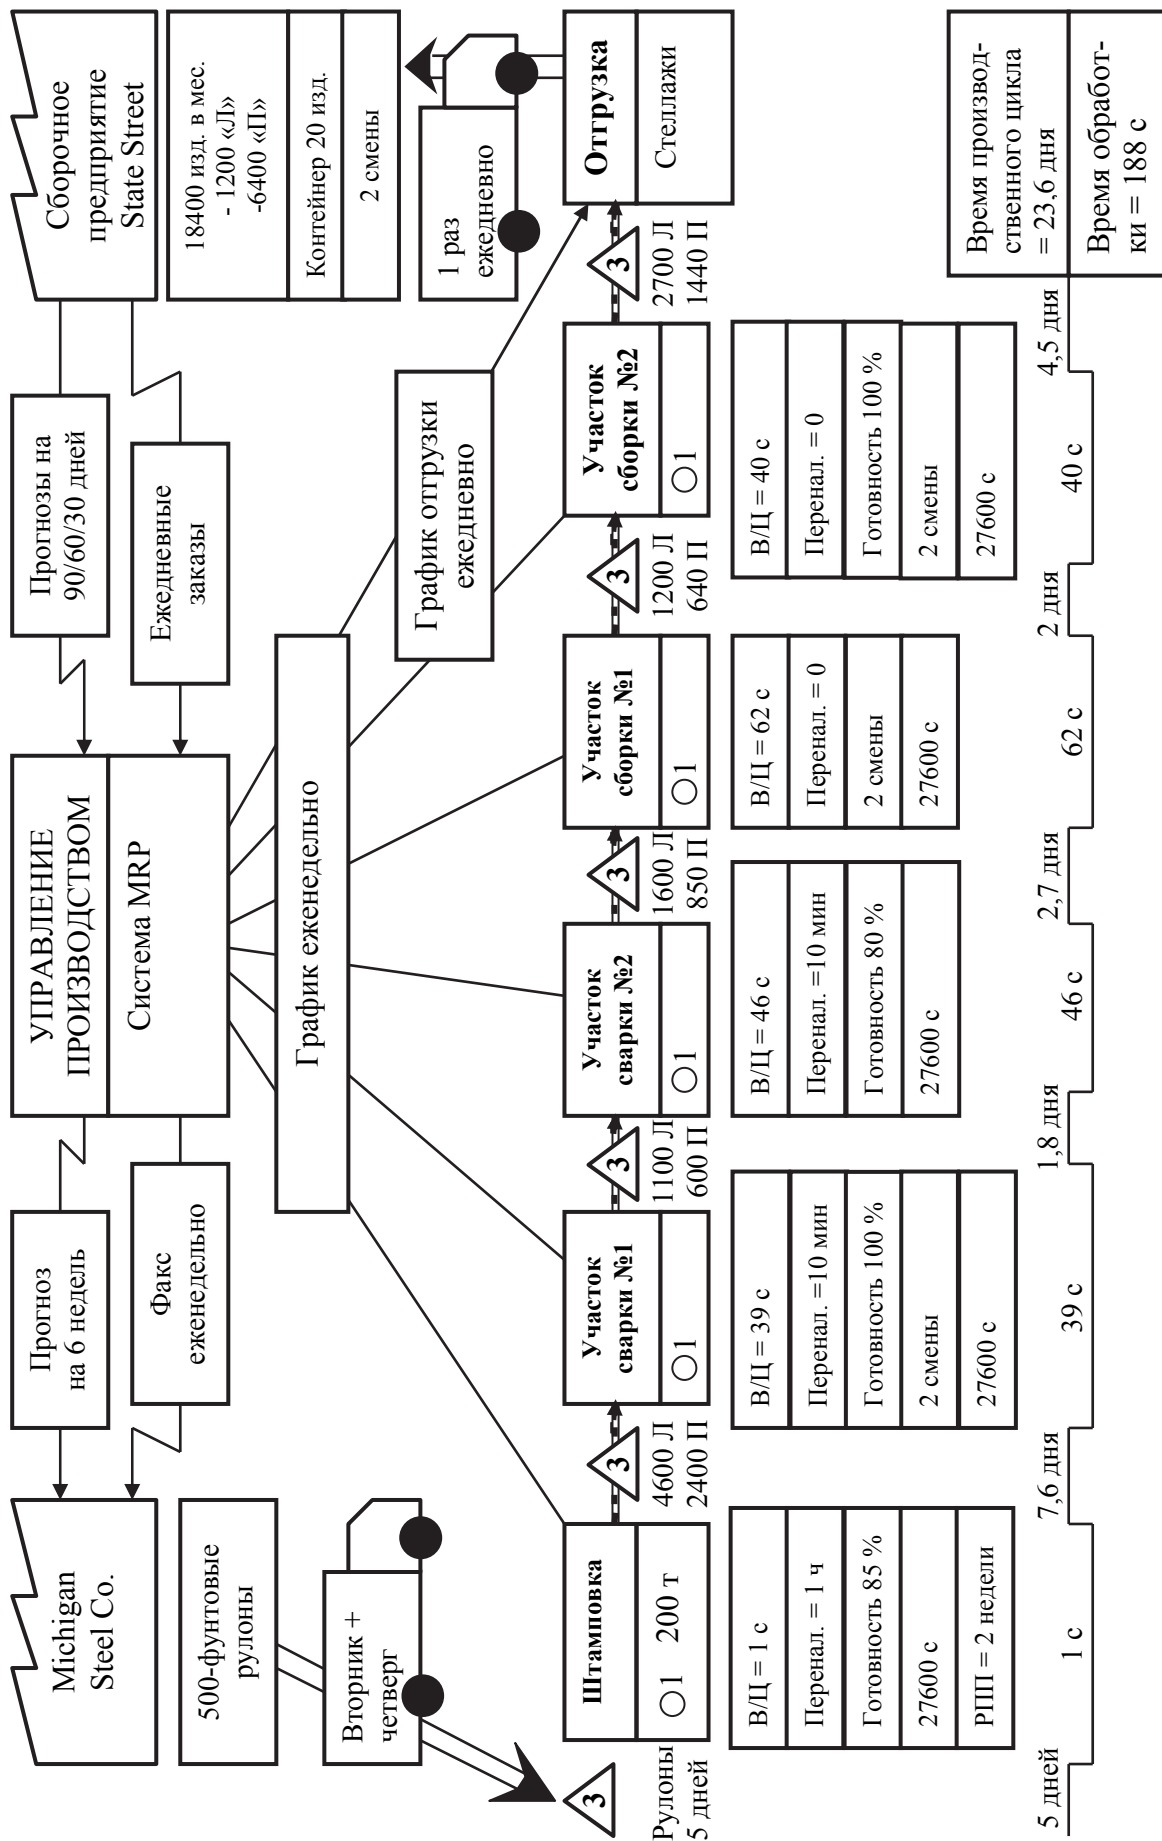 Michigan
Steel Co.
500-фунтовые
рулоны
Вторник +
четверг
Прогноз
на 6 недель
Факс
еженедельно
УПРАВЛЕНИЕ
ПРОИЗВОДСТВОМ
Система MRP
Прогнозы на
90/60/30 дней
Ежедневные
заказы
Сборочное
предприятие
State Street
18400 изд. в мес.
- 1200 «Л»
-6400 «П»
Контейнер 20 изд.
2 смены
1 раз
ежедневно
График еженедельно
График отгрузки
ежедневно
З
Рулоны
5 дней
Штамповка
1 200 т
З
4600 Л
2400 П
Участок
сварки №1
1
З
1100 Л
600 П
Участок
сварки №2
1
З
1600 Л
850 П
Участок
сборки №1
1
З
1200 Л
640 П
Участок
сборки №2
1
З
2700 Л
1440 П
Отгрузка
Стеллажи
В/Ц = 1 с
Перенал. = 1 ч
Готовность 85 %
27600 с
РПП = 2 недели
В/Ц = 39 с
Перенал. =10 мин
Готовность 100 %
2 смены
27600 с
В/Ц = 46 с
Перенал. =10 мин
Готовность 80 %
27600 с
В/Ц = 62 с
Перенал. = 0
2 смены
27600 с
В/Ц = 40 с
Перенал. = 0
Готовность 100 %
2 смены
27600 с
5 дней
1 с
7,6 дня
39 с
1,8 дня
46 с
2,7 дня
62 с
2 дня
40 с
4,5 дня
Время производ-
ственного цикла
= 23,6 дня
Время обработ-
ки = 188 с